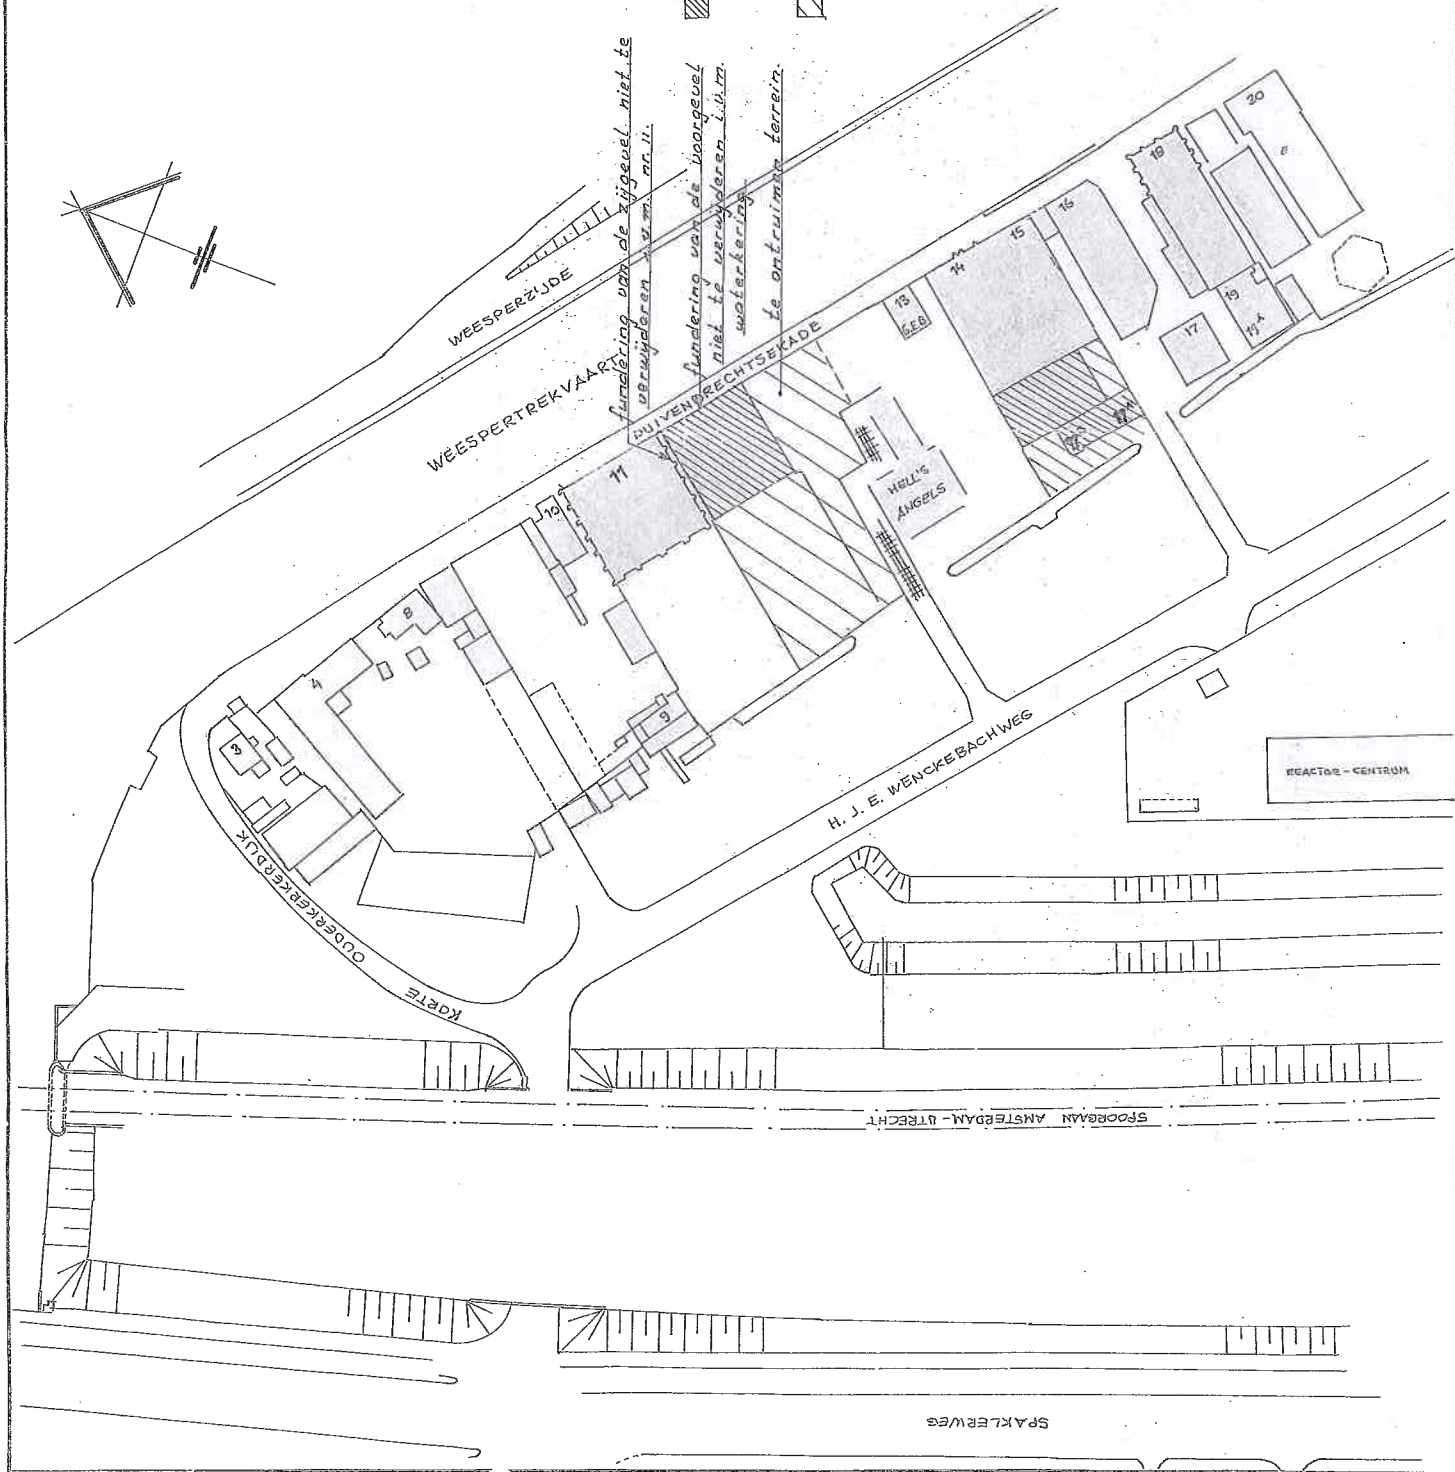 fundering van de zijgevel niet te
verwijderen i.v.m. nr. 11.
fundering van de voorgevel
niet te verwijderen i.v.m.
waterkering
te ontruimen terrein.
WEESPERZIJDE
WEESPERTREKVAART
DUIVENDRECHTSEKADE
20
18
16
15
14
13
G.E.B
17
19
19A
11
10
HELL'S
ANGELS
8
4
3
9
H. J. E. WENCKEBACHWEG
REACTOR-CENTRUM
KORTE OUDERKERKERDIJK
SPOORBAAN AMSTERDAM-UTRECHT
SPAKLERWEG